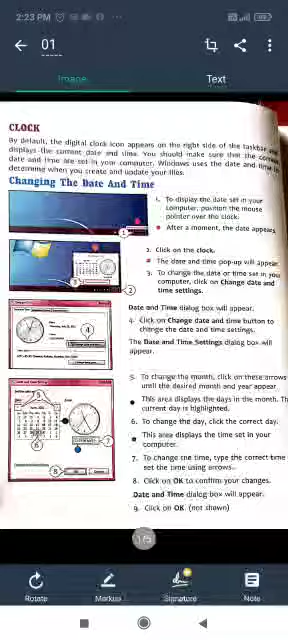 2:23 PM
01
Image
Text
CLOCK
By default, the digital clock icon appears on the right side of the taskbar and
displays the current date and time. You should make sure that the correct
date and time are set in your computer. Windows uses the date and time to
determine when you create and update your files.
Changing The Date And Time
1. To display the date set in your
computer, position the mouse
pointer over the clock.
After a moment, the date appears
1
2. Click on the clock.
The date and time pop-up will appear
3. To change the date or time set in you
computer, click on Change date and
time settings.
3
2
Date and Time dialog box will appear.
4. Click on Change date and time button to
change the date and time settings.
The Date and Time Settings dialog box will
appear.
4
5. To change the month, click on these arrows
until the desired month and year appear
This area displays the days in the month. Th
current day is highlighted.
6. To change the day, click the correct day.
This area displays the time set in your
computer.
7. To change the time, type the correct time
set the time using arrows.
8. Click on OK to confirm your changes.
Date and Time dialog box will appear.
9. Click on OK. (not shown)
5
6
7
8
1/5
Rotate
Markup
Signature
Note